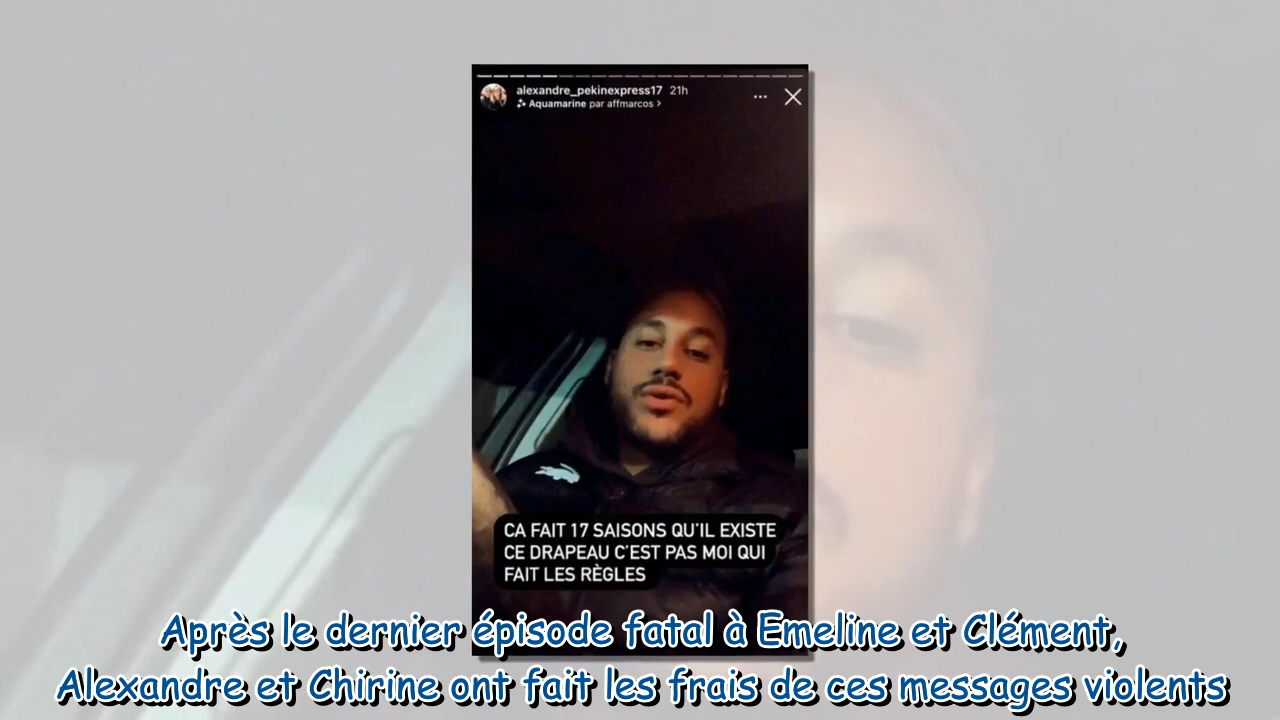 alexandre_pekinexpress17 21h
Aquamarine par affmarcos >
CA FAIT 17 SAISONS QU'IL EXISTE
CE DRAPEAU C'EST PAS MOI QUI
FAIT LES RÈGLES
Après le dernier épisode fatal à Emeline et Clément,
Alexandre et Chirine ont fait les frais de ces messages violents